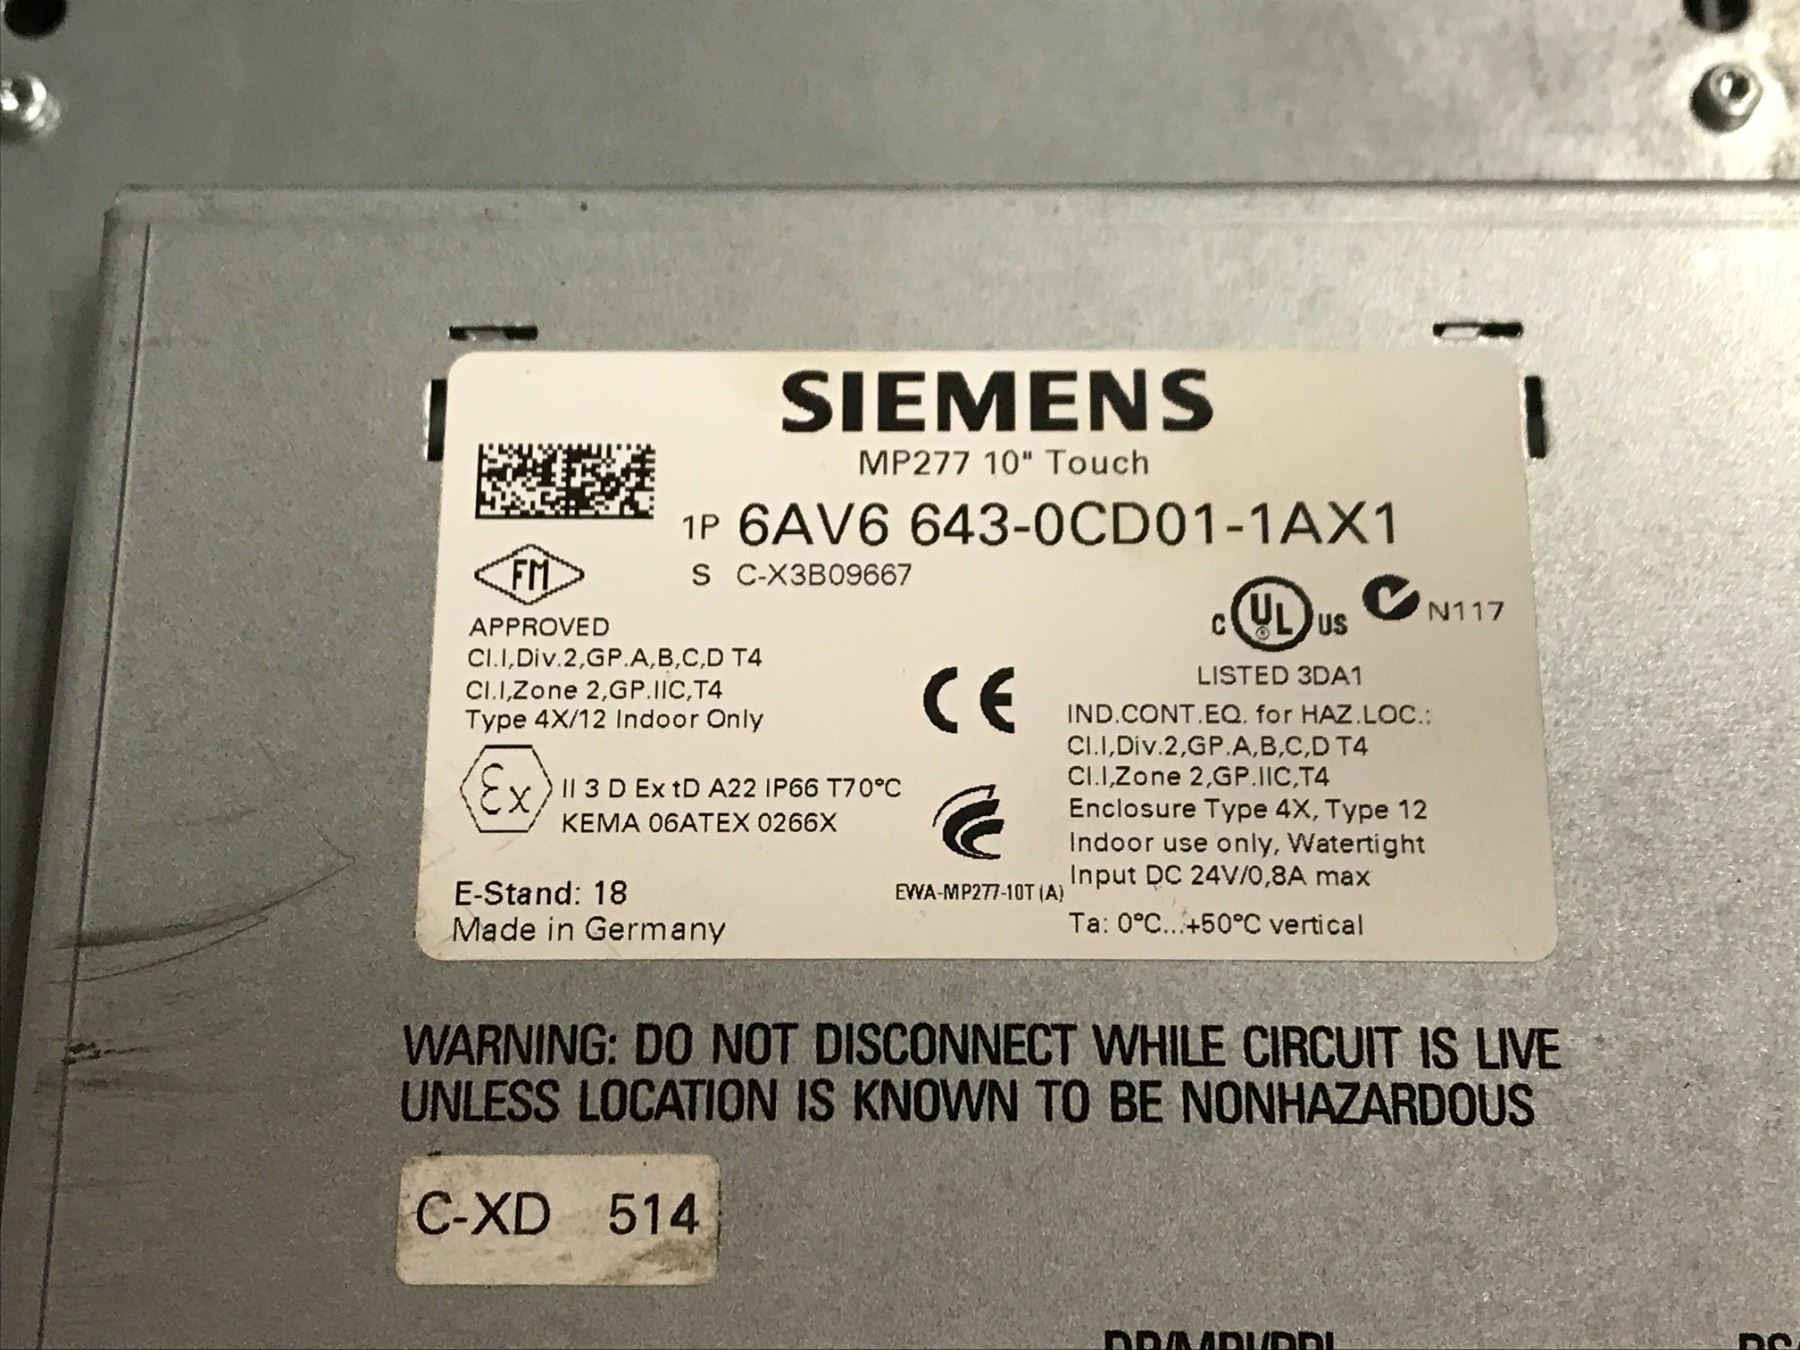 SIEMENS
MP277 10" Touch
1P 6AV6 643-0CD01-1AX1
S C-X3B09667
FM
APPROVED
Cl.I,Div.2,GP.A,B,C,D T4
Cl.I,Zone 2,GP.IIC,T4
Type 4X/12 Indoor Only
Ex II 3 D Ex tD A22 IP66 T70°C
KEMA 06ATEX 0266X
E-Stand: 18
Made in Germany
CE
EWA-MP277-10T(A)
C UL US N117
LISTED 3DA1
IND.CONT.EQ. for HAZ.LOC.:
Cl.I,Div.2,GP.A,B,C,D T4
Cl.I,Zone 2,GP.IIC,T4
Enclosure Type 4X, Type 12
Indoor use only, Watertight
Input DC 24V/0,8A max
Ta: 0°C...+50°C vertical
WARNING: DO NOT DISCONNECT WHILE CIRCUIT IS LIVE
UNLESS LOCATION IS KNOWN TO BE NONHAZARDOUS
C-XD 514